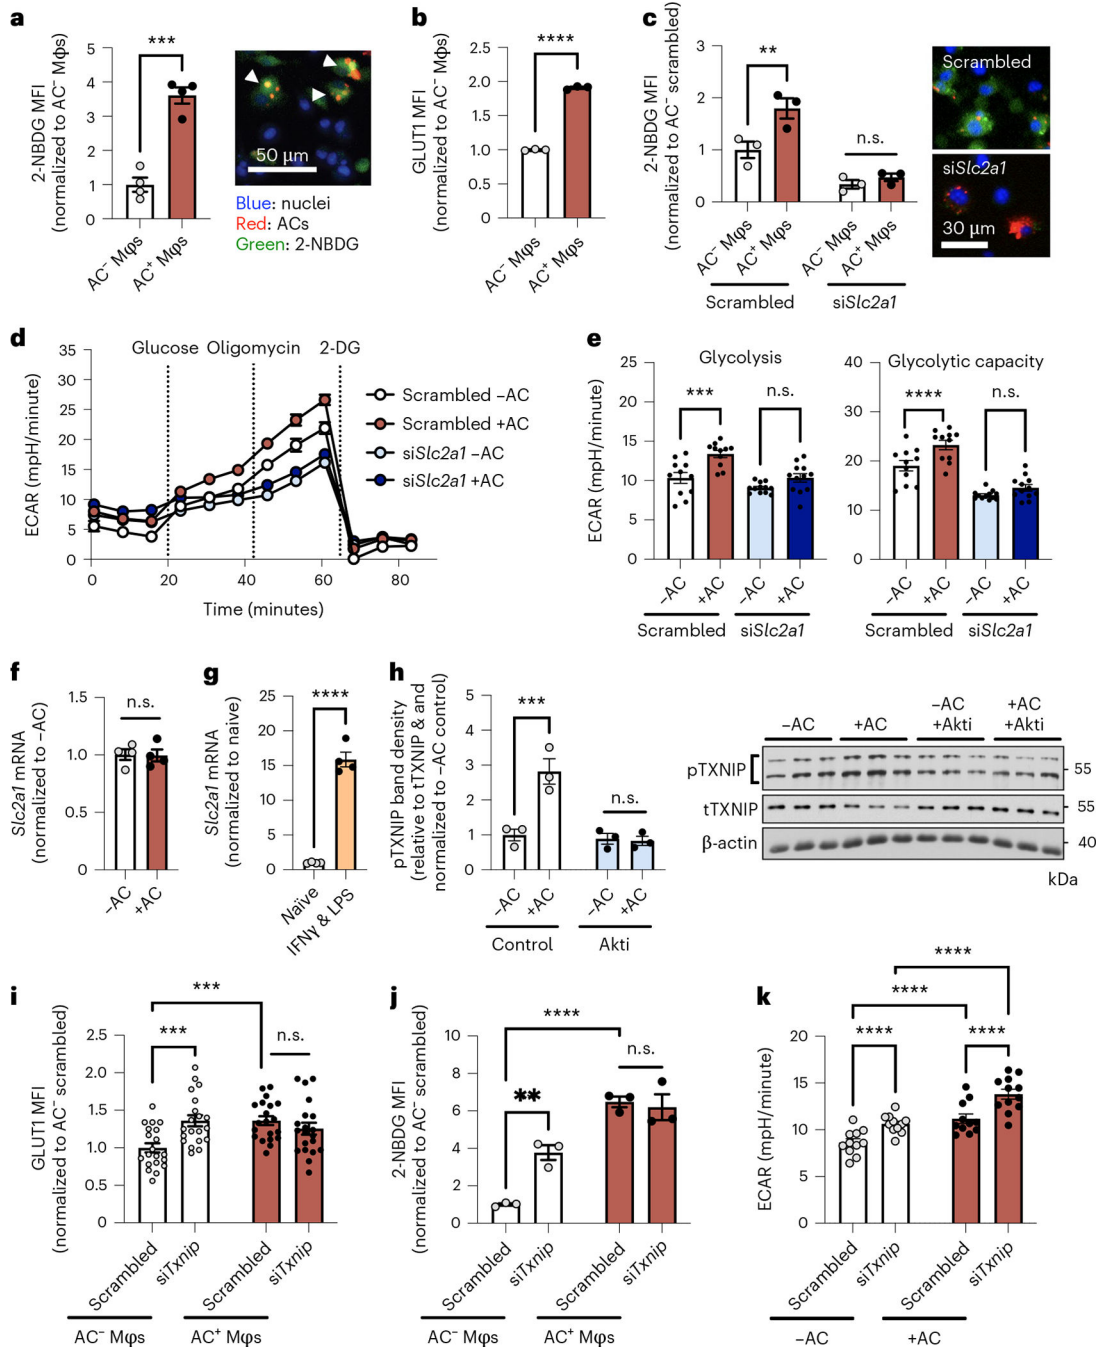 a
2-NBDG MFI
(normalized to AC⁻ Mφs)
5
4
3
2
1
0
***
AC⁻ Mφs
AC⁺ Mφs
50 μm
Blue: nuclei
Red: ACs
Green: 2-NBDG
b
GLUT1 MFI
(normalized to AC⁻ Mφs)
2.5
2.0
1.5
1.0
0.5
0
****
AC⁻ Mφs
AC⁺ Mφs
c
2-NBDG MFI
(normalized to AC⁻ scrambled)
3
2
1
0
**
n.s.
AC⁻ Mφs
AC⁺ Mφs
AC⁻ Mφs
AC⁺ Mφs
Scrambled
siSlc2a1
Scrambled
siSlc2a1
30 μm
d
ECAR (mpH/minute)
35
30
25
20
15
10
5
0
Glucose
Oligomycin
2-DG
0
20
40
60
80
Time (minutes)
Scrambled –AC
Scrambled +AC
siSlc2a1 –AC
siSlc2a1 +AC
e
ECAR (mpH/minute)
Glycolysis
25
20
15
10
5
0
***
n.s.
–AC
+AC
–AC
+AC
Scrambled
siSlc2a1
Glycolytic capacity
40
30
20
10
0
****
n.s.
–AC
+AC
–AC
+AC
Scrambled
siSlc2a1
f
Slc2a1 mRNA
(normalized to –AC)
1.5
1.0
0.5
0
n.s.
–AC
+AC
g
Slc2a1 mRNA
(normalized to naive)
25
20
15
10
5
0
****
Naïve
IFNγ & LPS
h
pTXNIP band density
(relative to tTXNIP & and
normalized to –AC control)
5
4
3
2
1
0
***
n.s.
–AC
+AC
–AC
+AC
Control
Akti
–AC
+AC
–AC
+Akti
+AC
+Akti
pTXNIP
55
tTXNIP
55
β-actin
40
kDa
i
GLUT1 MFI
(normalized to AC⁻ scrambled)
2.5
2.0
1.5
1.0
0.5
0
***
***
n.s.
Scrambled
siTxnip
Scrambled
siTxnip
AC⁻ Mφs
AC⁺ Mφs
j
2-NBDG MFI
(normalized to AC⁻ scrambled)
10
8
6
4
2
0
****
**
n.s.
Scrambled
siTxnip
Scrambled
siTxnip
AC⁻ Mφs
AC⁺ Mφs
k
ECAR (mpH/minute)
20
15
10
5
0
****
****
****
****
Scrambled
siTxnip
Scrambled
siTxnip
–AC
+AC